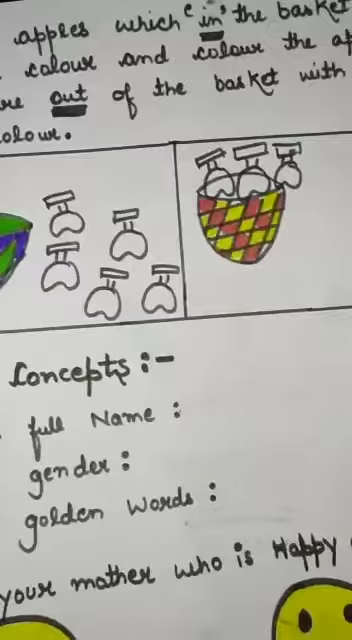 apples which 'in' the basket
colour and colour the
out of the basket with
Concepts :-
full Name :
gender :
golden Words :
your mother who is Happy